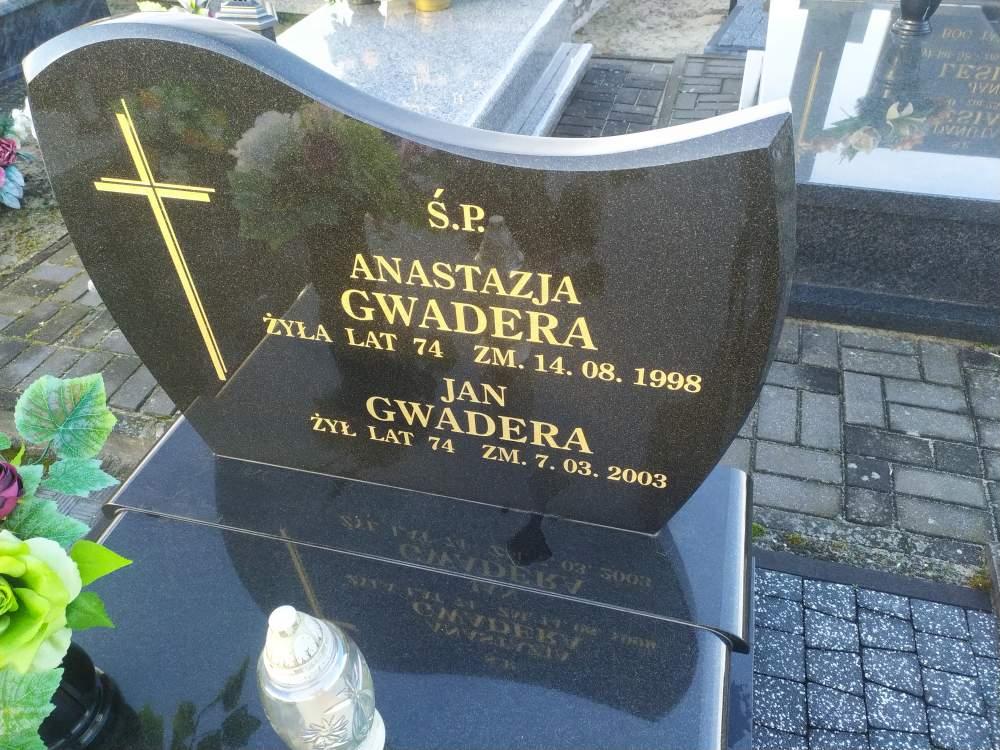 Ś.P.
ANASTAZJA
GWADERA
ŻYŁA LAT 74 ZM. 14. 08. 1998
JAN
GWADERA
ŻYŁ LAT 74 ZM. 7. 03. 2003